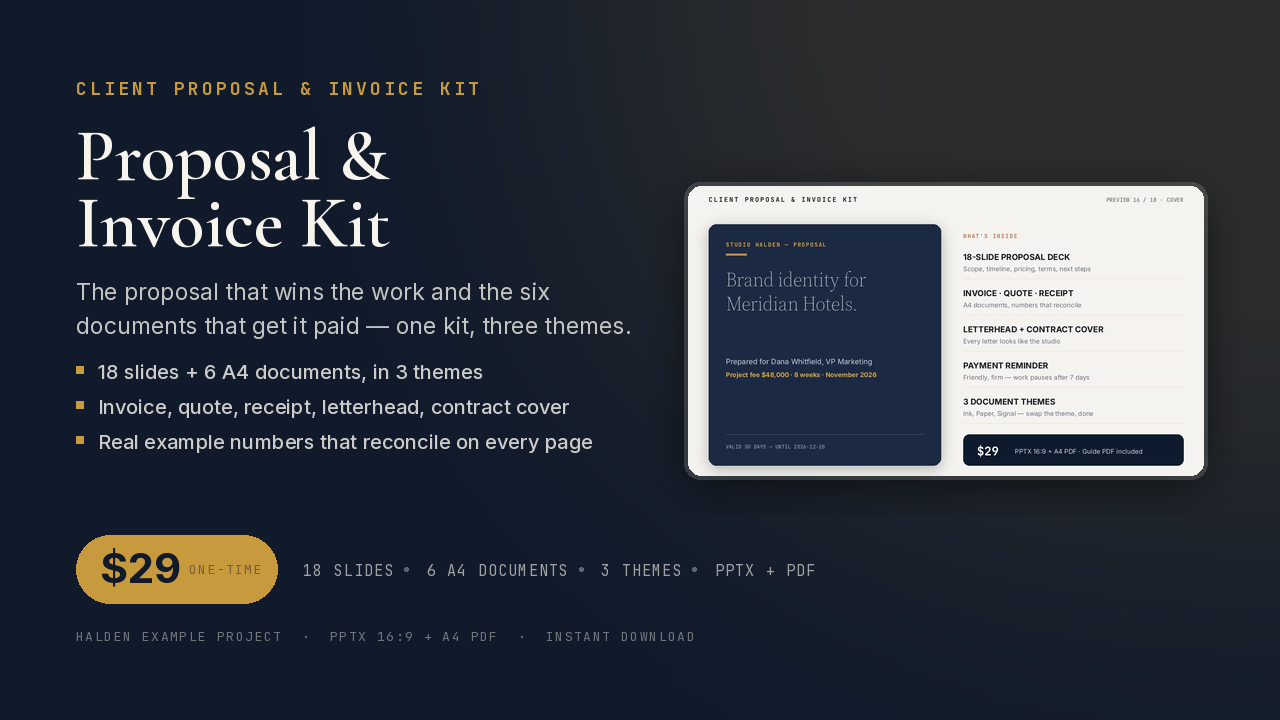 CLIENT PROPOSAL & INVOICE KIT
Proposal &
Invoice Kit
The proposal that wins the work and the six
documents that get it paid — one kit, three themes.
18 slides + 6 A4 documents, in 3 themes
Invoice, quote, receipt, letterhead, contract cover
Real example numbers that reconcile on every page
CLIENT PROPOSAL & INVOICE KIT
PREVIEW 16 / 18 · COVER
STUDIO HALDEN — PROPOSAL
Brand identity for
Meridian Hotels.
Prepared for Dana Whitfield, VP Marketing
Project fee $48,000 · 8 weeks · November 2026
VALID 30 DAYS — UNTIL 2026-12-20
WHAT'S INSIDE
18-SLIDE PROPOSAL DECK
Scope, timeline, pricing, terms, next steps
INVOICE · QUOTE · RECEIPT
A4 documents, numbers that reconcile
LETTERHEAD + CONTRACT COVER
Every letter looks like the studio
PAYMENT REMINDER
Friendly, firm — work pauses after 7 days
3 DOCUMENT THEMES
Ink, Paper, Signal — swap the theme, done
$29 PPTX 16:9 + A4 PDF · Guide PDF included
$29 ONE-TIME
18 SLIDES • 6 A4 DOCUMENTS • 3 THEMES • PPTX + PDF
HALDEN EXAMPLE PROJECT · PPTX 16:9 + A4 PDF · INSTANT DOWNLOAD